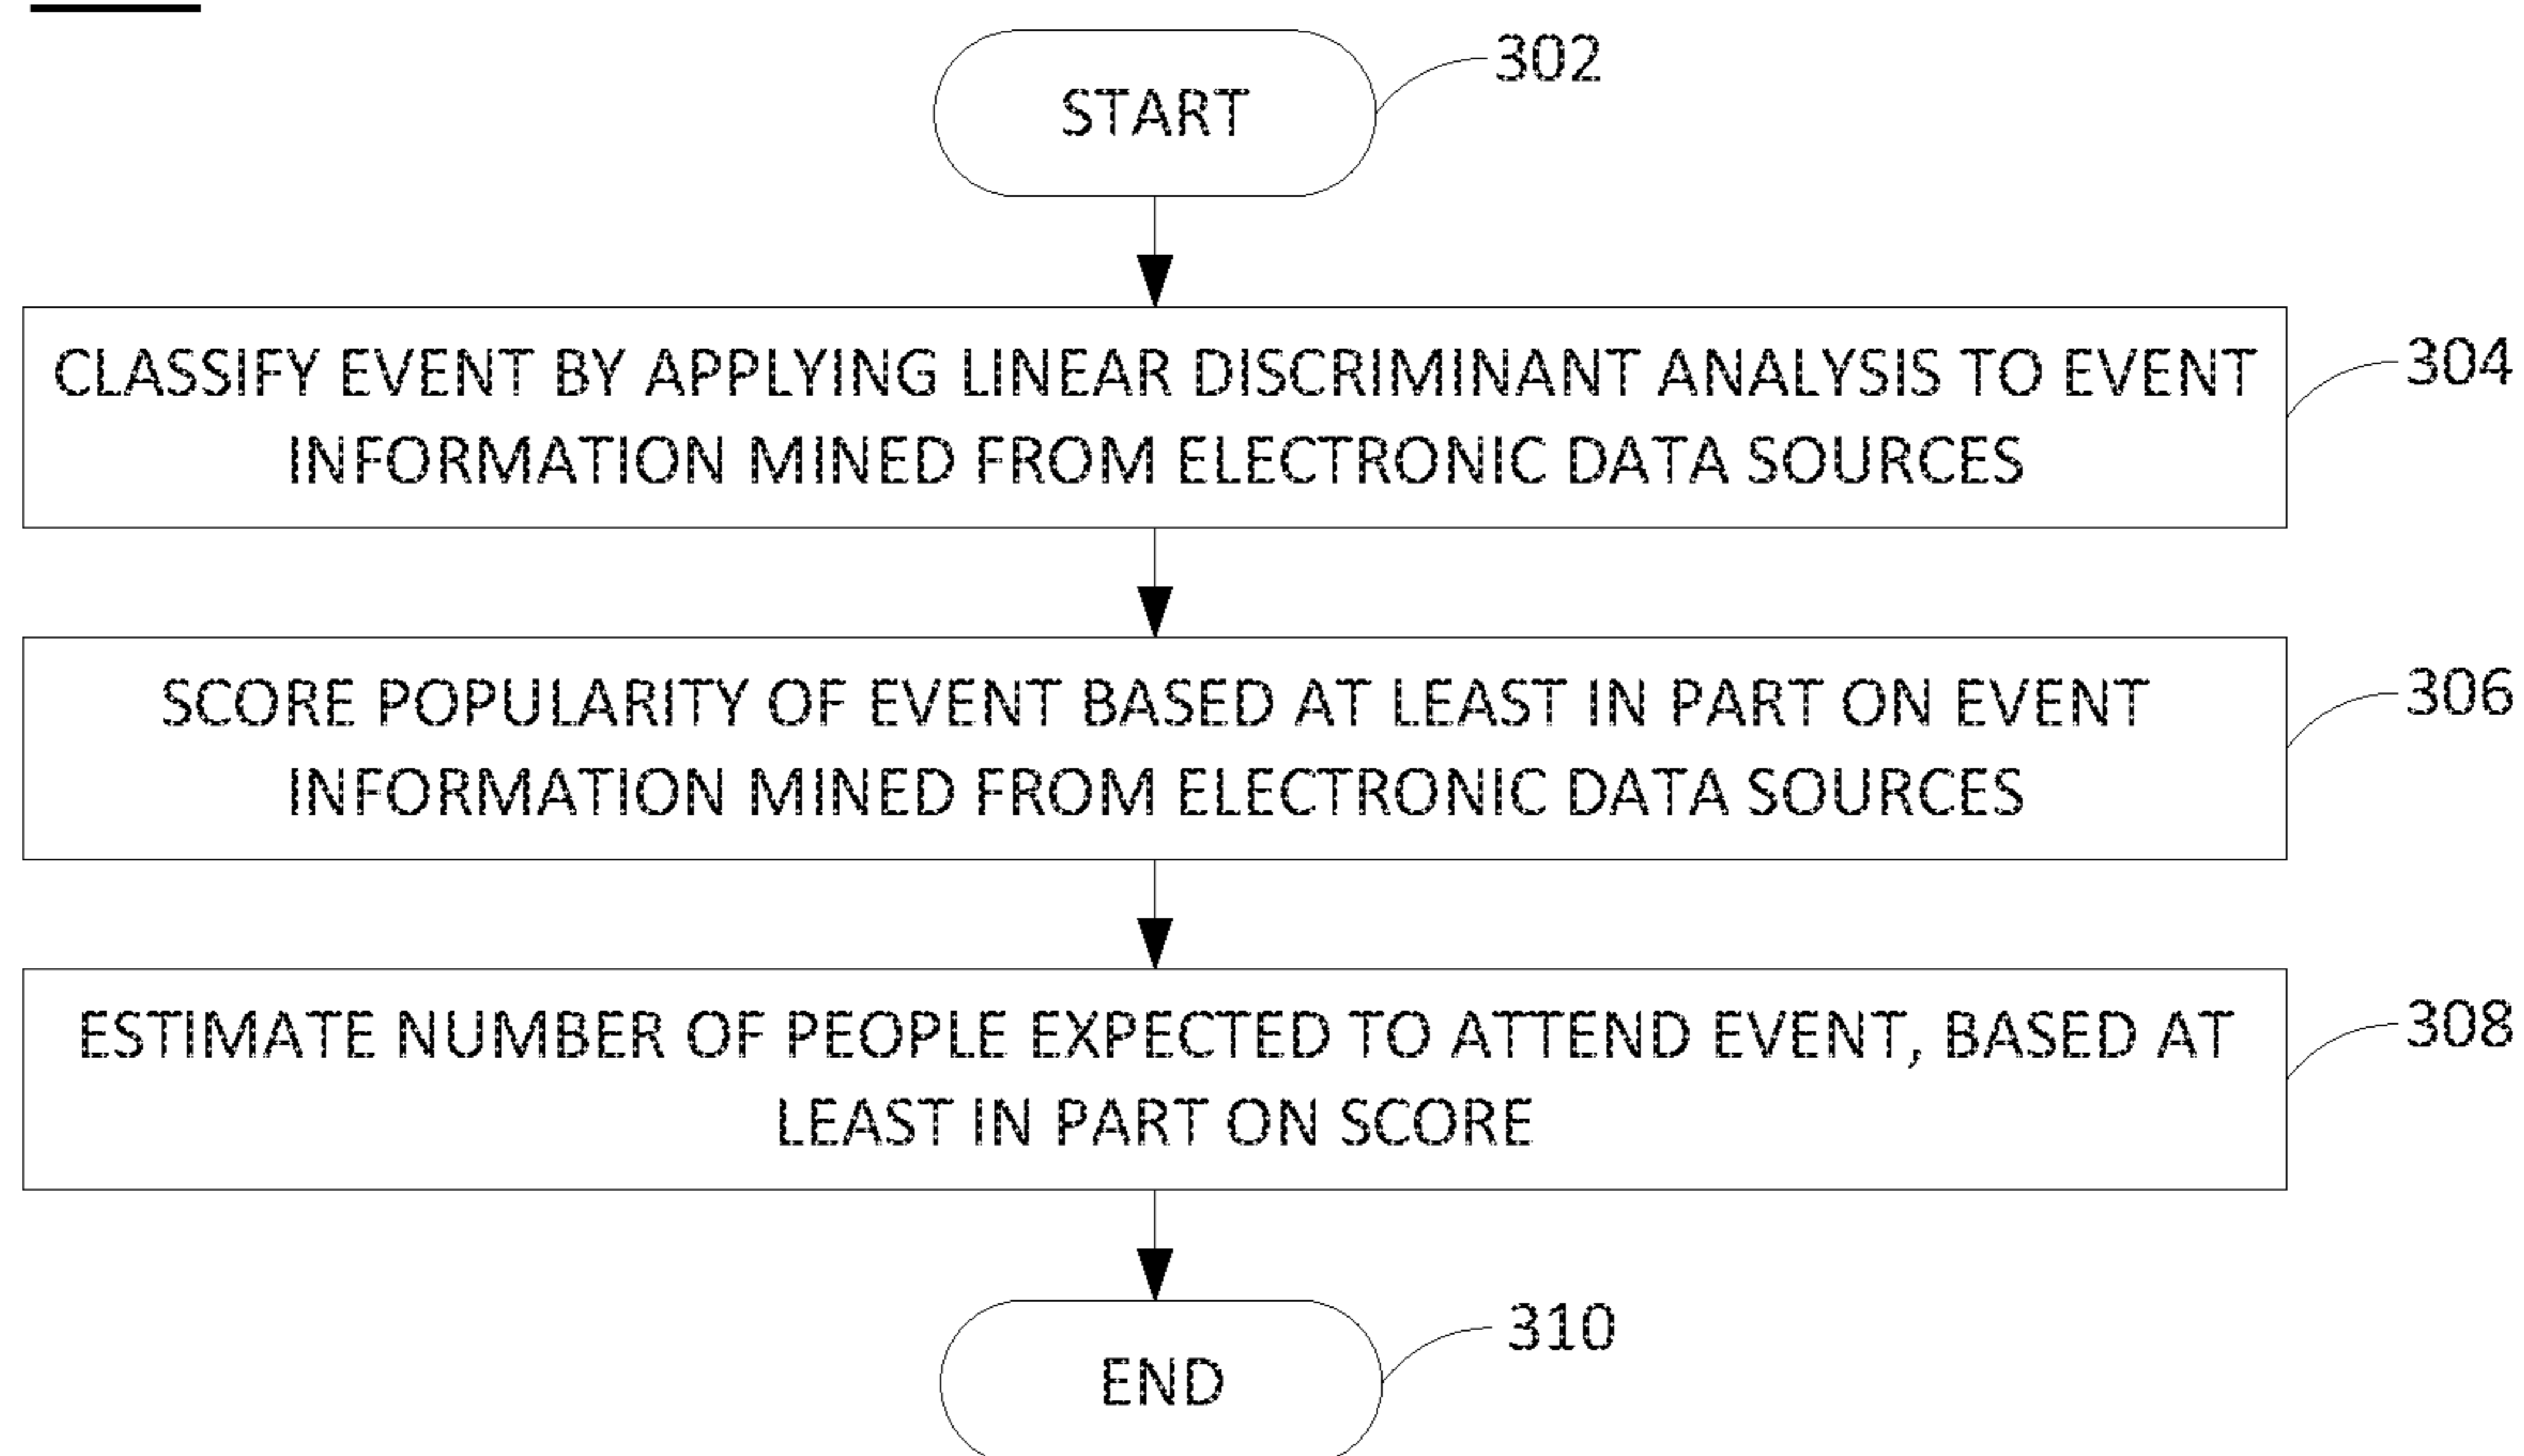 START
302
CLASSIFY EVENT BY APPLYING LINEAR DISCRIMINANT ANALYSIS TO EVENT
INFORMATION MINED FROM ELECTRONIC DATA SOURCES
304
SCORE POPULARITY OF EVENT BASED AT LEAST IN PART ON EVENT
INFORMATION MINED FROM ELECTRONIC DATA SOURCES
306
ESTIMATE NUMBER OF PEOPLE EXPECTED TO ATTEND EVENT, BASED AT
LEAST IN PART ON SCORE
308
END
310